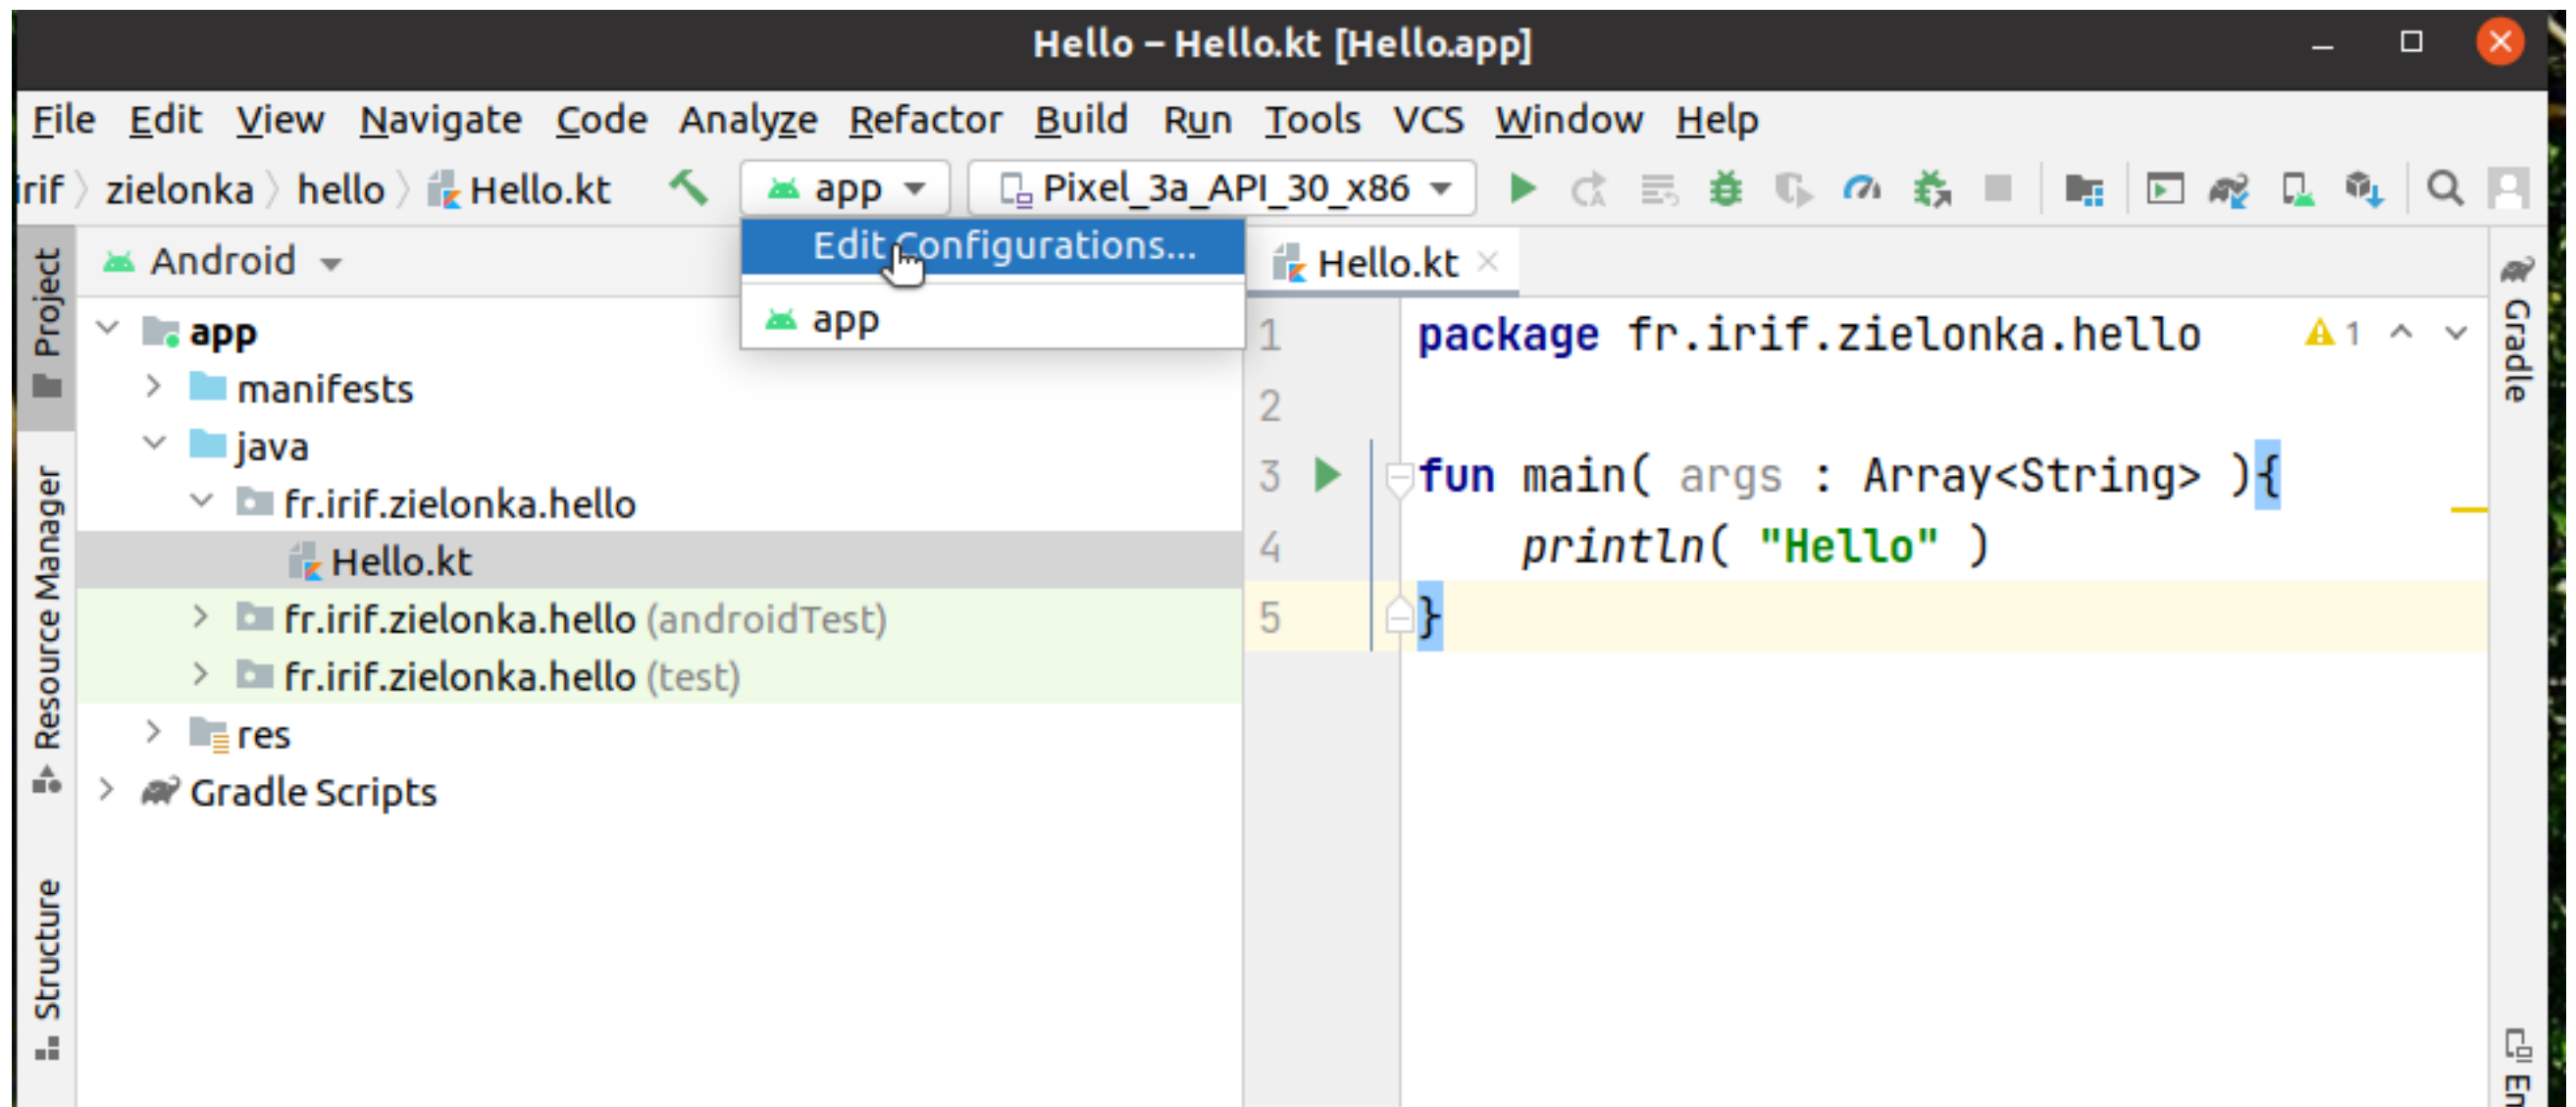 Hello – Hello.kt [Hello.app]
File Edit View Navigate Code Analyze Refactor Build Run Tools VCS Window Help
irif zielonka hello Hello.kt app Pixel_3a_API_30_x86
Edit Configurations...
app
Project
Resource Manager
Structure
Android
app
manifests
java
fr.irif.zielonka.hello
Hello.kt
fr.irif.zielonka.hello (androidTest)
fr.irif.zielonka.hello (test)
res
Gradle Scripts
Hello.kt
1 package fr.irif.zielonka.hello 1
2
3 fun main( args : Array<String> ){
4 println( "Hello" )
5 }
Gradle